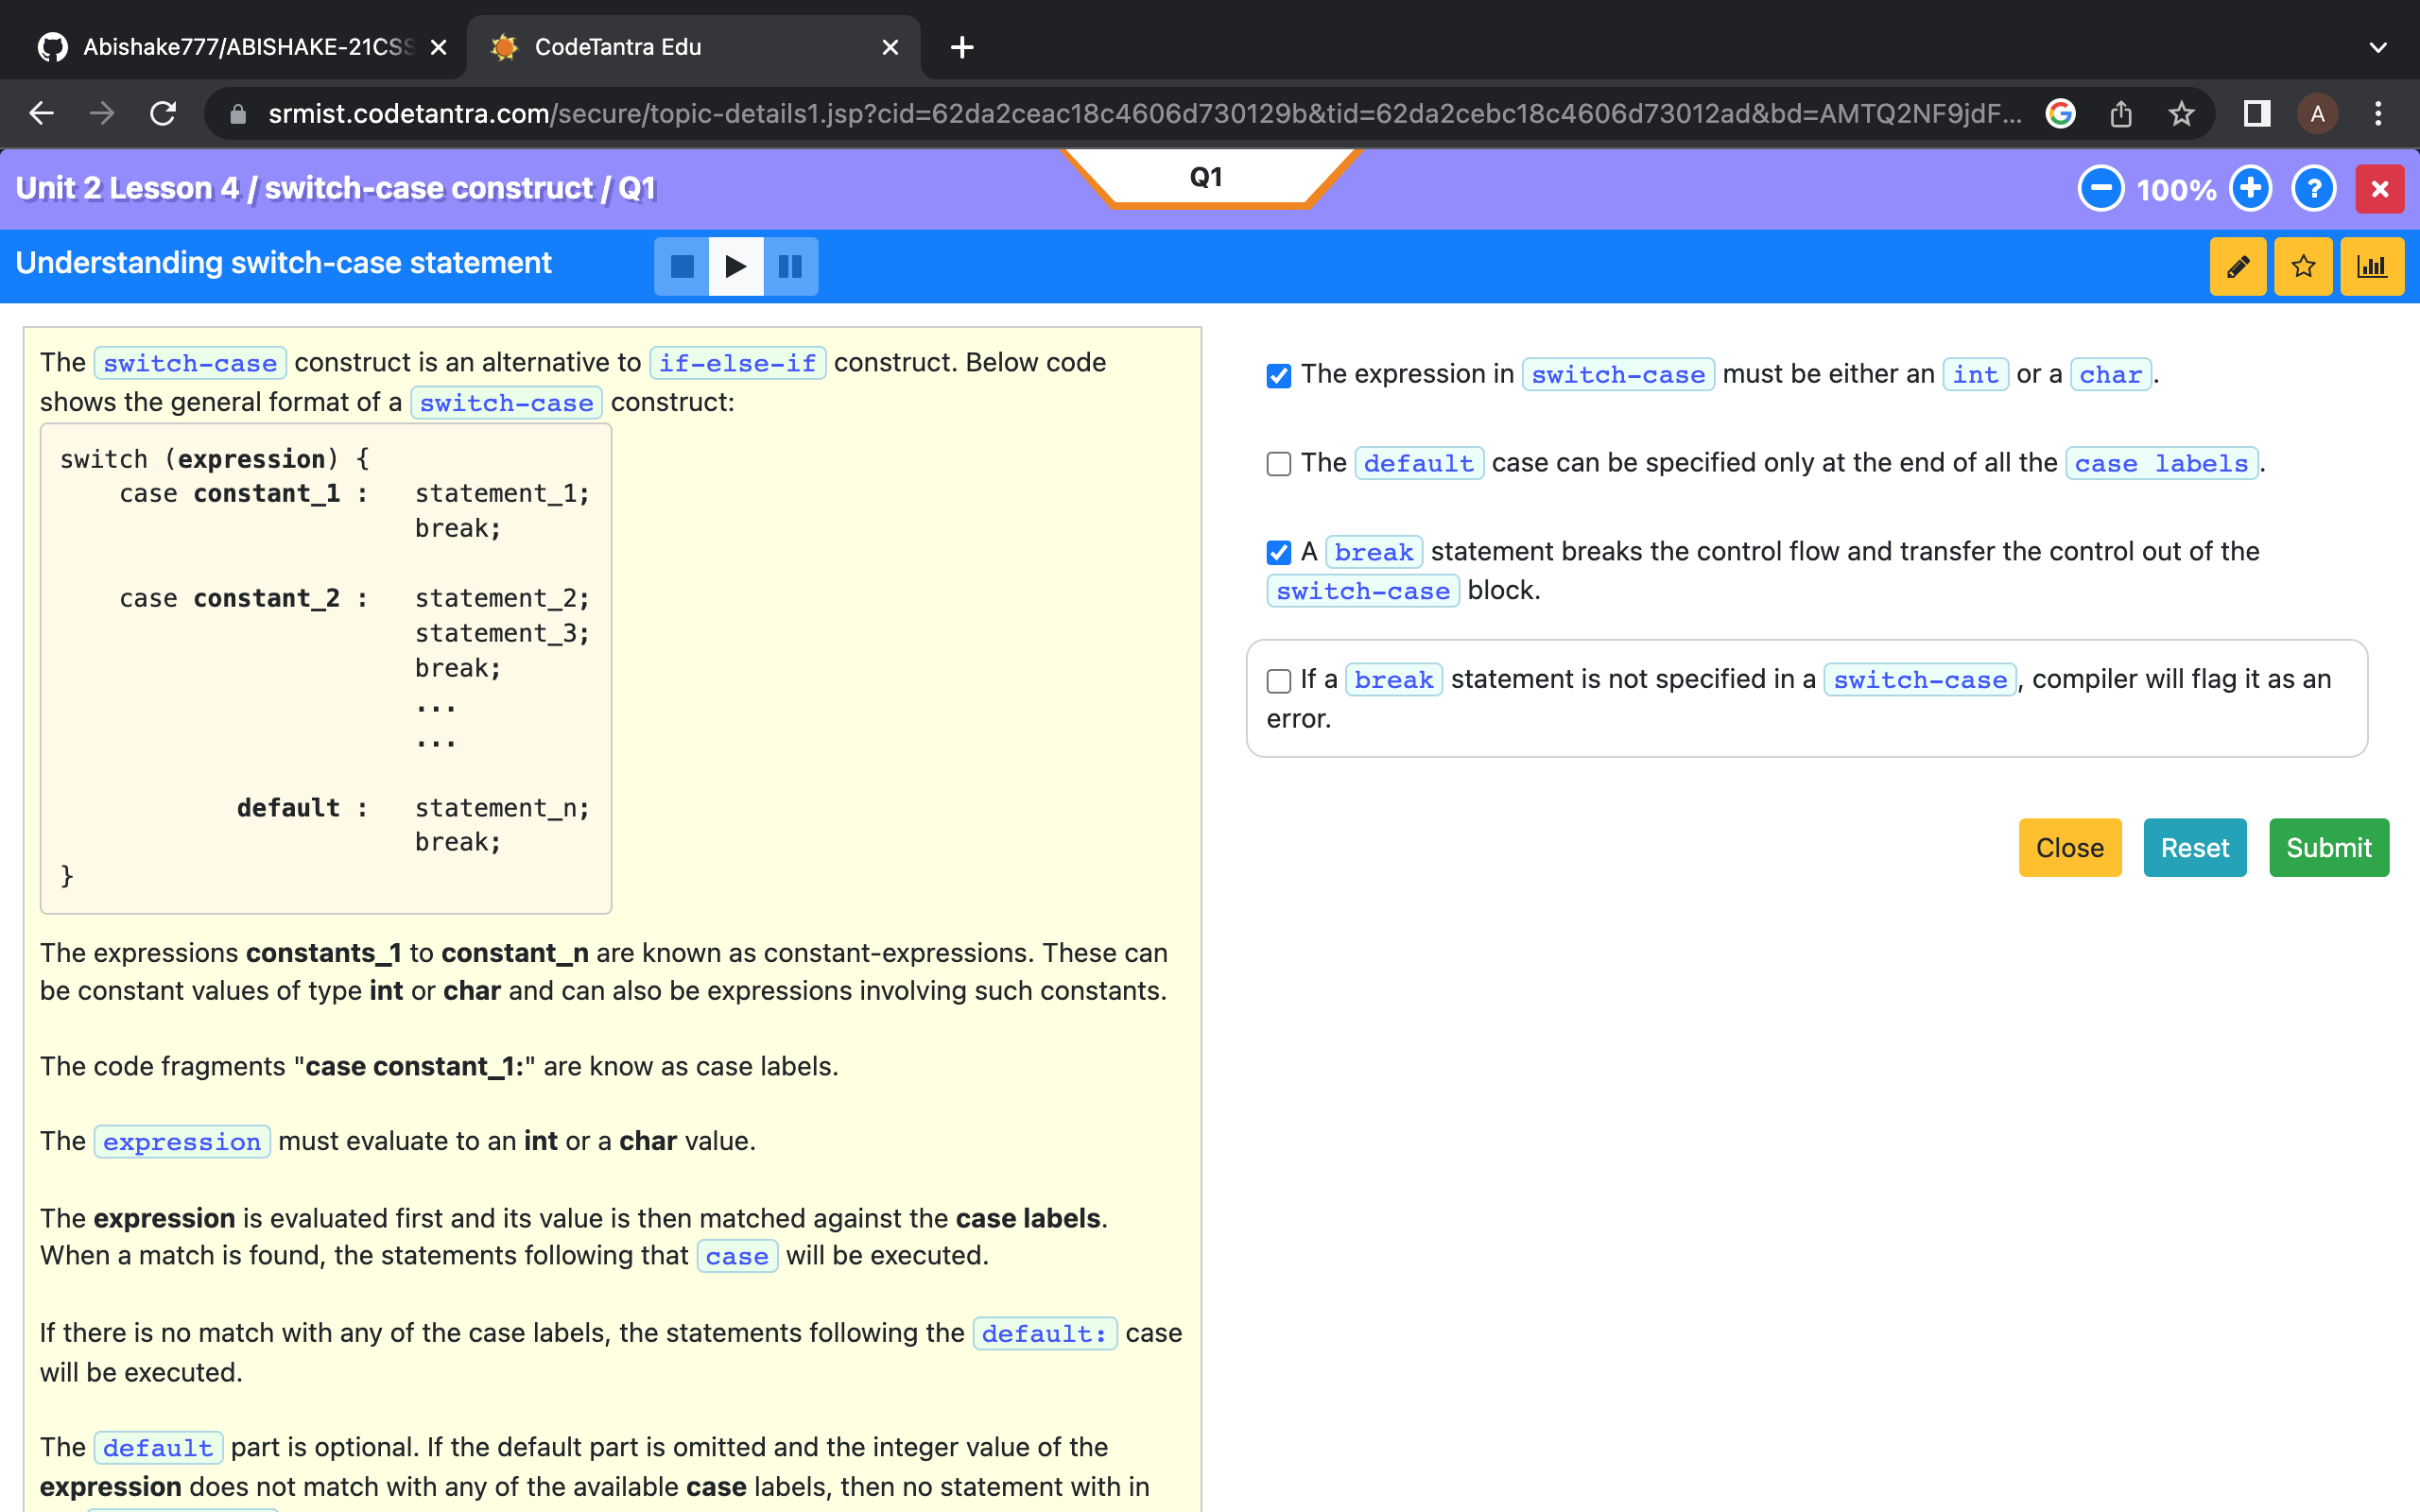 Abishake777/ABISHAKE-21CSS
CodeTantra Edu
srmist.codetantra.com/secure/topic-details1.jsp?cid=62da2ceac18c4606d730129b&tid=62da2cebc18c4606d73012ad&bd=AMTQ2NF9jdF...
A
Unit 2 Lesson 4 / switch-case construct / Q1
Q1
100%
?
Understanding switch-case statement
The switch-case construct is an alternative to if-else-if construct. Below code
shows the general format of a switch-case construct:
switch (expression) {
case constant_1 : statement_1;
break;
case constant_2 : statement_2;
statement_3;
break;
...
...
default : statement_n;
break;
}
The expressions constants_1 to constant_n are known as constant-expressions. These can
be constant values of type int or char and can also be expressions involving such constants.
The code fragments "case constant_1:" are know as case labels.
The expression must evaluate to an int or a char value.
The expression is evaluated first and its value is then matched against the case labels.
When a match is found, the statements following that case will be executed.
If there is no match with any of the case labels, the statements following the default: case
will be executed.
The default part is optional. If the default part is omitted and the integer value of the
expression does not match with any of the available case labels, then no statement with in
The expression in switch-case must be either an int or a char.
The default case can be specified only at the end of all the case labels.
A break statement breaks the control flow and transfer the control out of the
switch-case block.
If a break statement is not specified in a switch-case, compiler will flag it as an
error.
Close
Reset
Submit